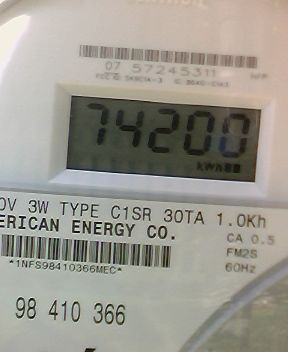 07 57245311
74200
kWh
0V 3W TYPE C1SR 30TA 1.0Kh
ERICAN ENERGY CO.
CA 0.5
FM2S
*1NFS98410366MEC*
60Hz
98 410 366